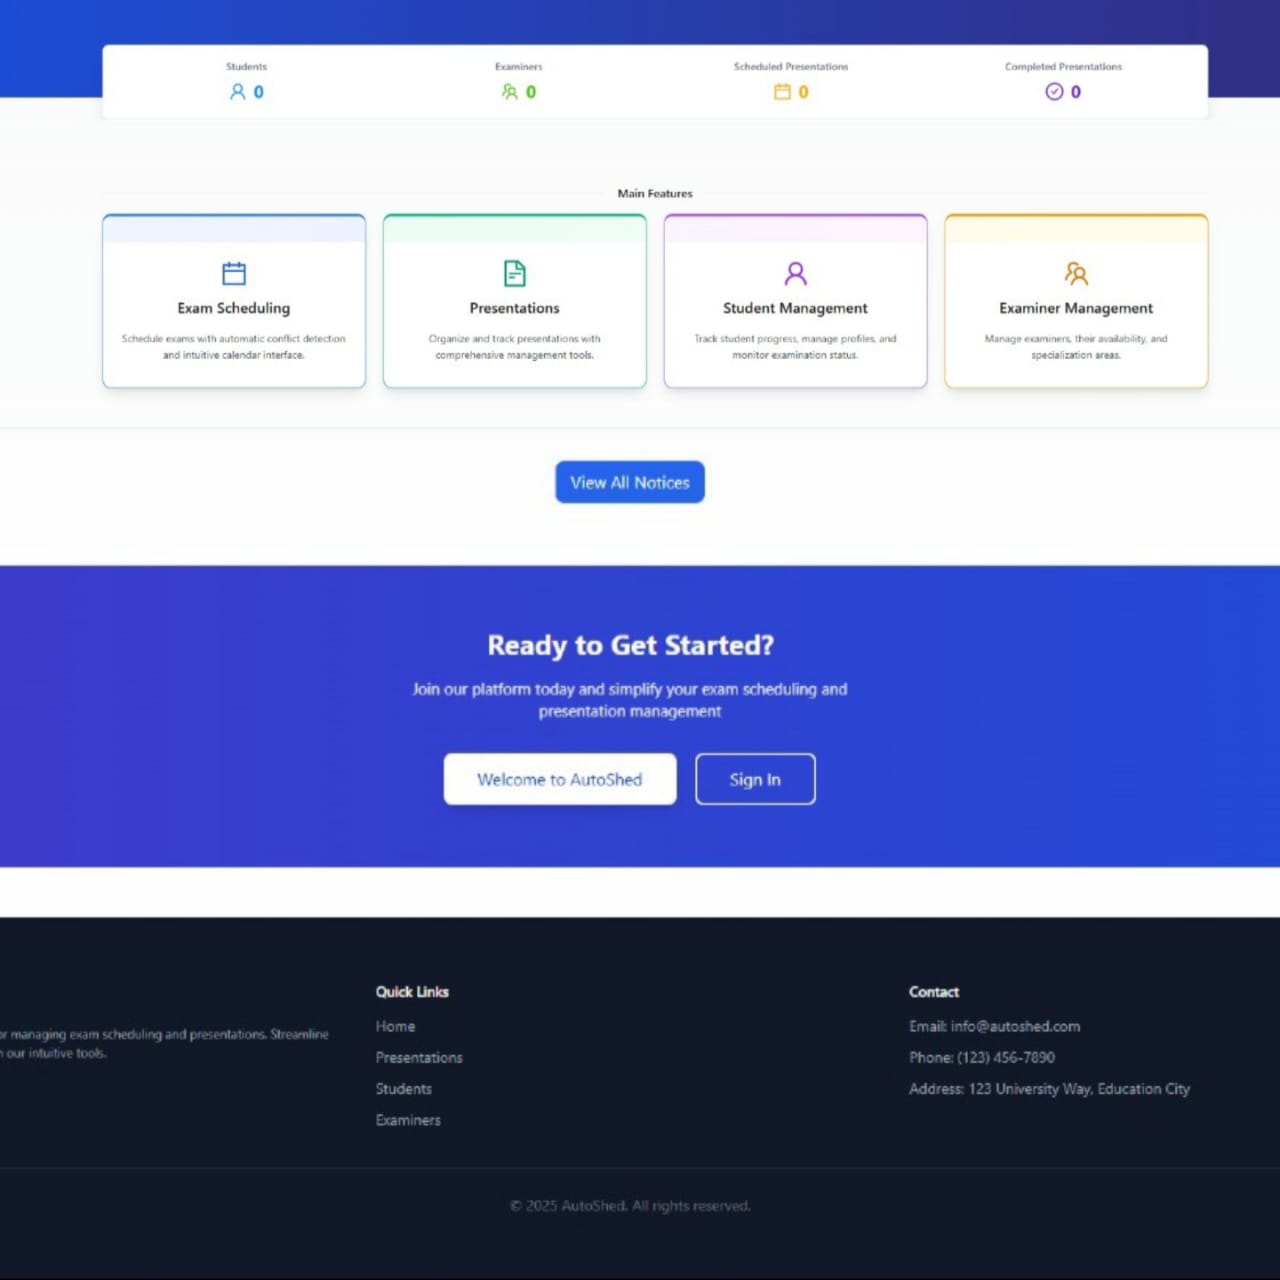 Students
0
Examiners
0
Scheduled Presentations
0
Completed Presentations
0
Main Features
Exam Scheduling
Schedule exams with automatic conflict detection
and intuitive calendar interface.
Presentations
Organize and track presentations with
comprehensive management tools.
Student Management
Track student progress, manage profiles, and
monitor examination status.
Examiner Management
Manage examiners, their availability, and
specialization areas.
View All Notices
Ready to Get Started?
Join our platform today and simplify your exam scheduling and
presentation management
Welcome to AutoShed
Sign In
managing exam scheduling and presentations. Streamline
our intuitive tools.
Quick Links
Home
Presentations
Students
Examiners
Contact
Email: info@autoshed.com
Phone: (123) 456-7890
Address: 123 University Way, Education City
© 2025 AutoShed. All rights reserved.